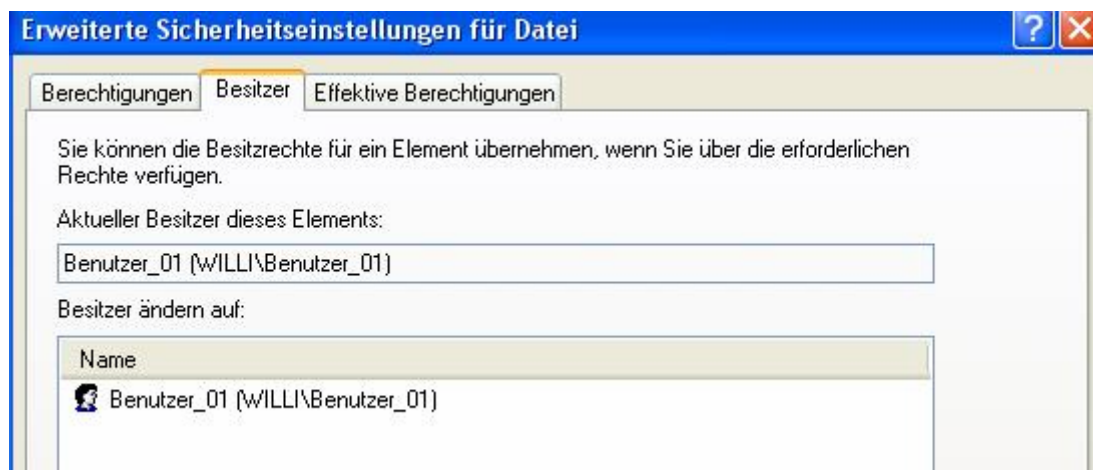 Erweiterte Sicherheitseinstellungen für Datei
Berechtigungen Besitzer Effektive Berechtigungen
Sie können die Besitzrechte für ein Element übernehmen, wenn Sie über die erforderlichen
Rechte verfügen.
Aktueller Besitzer dieses Elements:
Benutzer_01 (WILLI\Benutzer_01)
Besitzer ändern auf:
Name
Benutzer_01 (WILLI\Benutzer_01)